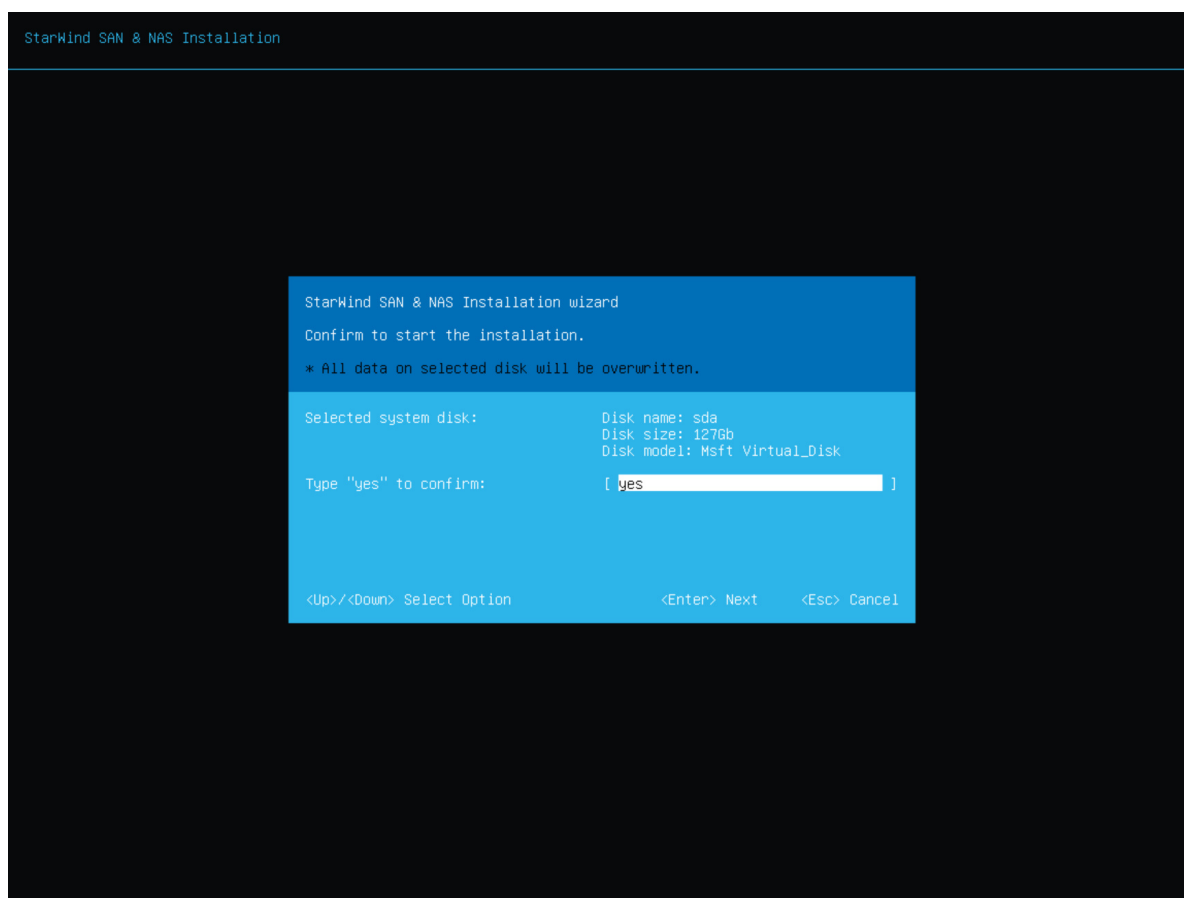 StarWind SAN & NAS Installation
StarWind SAN & NAS Installation wizard
Confirm to start the installation.
* All data on selected disk will be overwritten.
Selected system disk: Disk name: sda
Disk size: 127Gb
Disk model: Msft Virtual_Disk
Type "yes" to confirm: [ yes ]
<Up>/<Down> Select Option <Enter> Next <Esc> Cancel